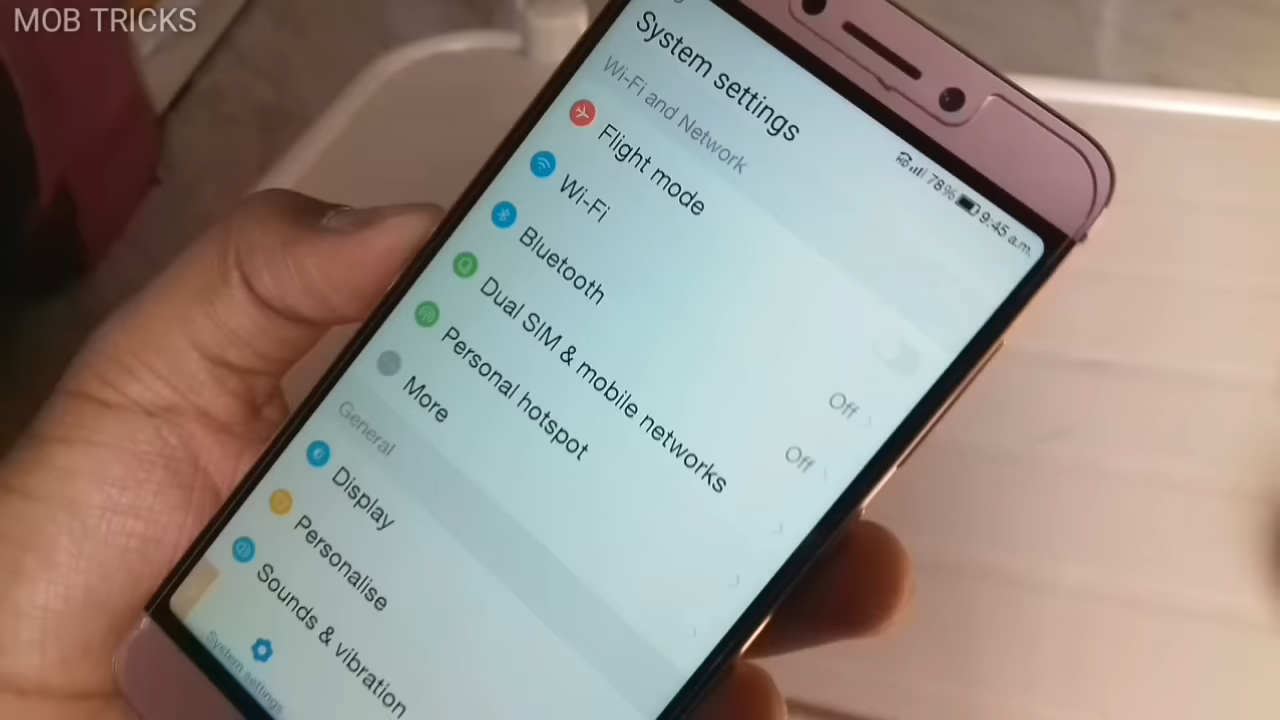 MOB TRICKS
HD 78% 9:45 a.m.
System settings
Wi-Fi and Network
Flight mode
Wi-Fi Off
Bluetooth Off
Dual SIM & mobile networks
Personal hotspot
More
General
Display
Personalise
Sounds & vibration
System settings